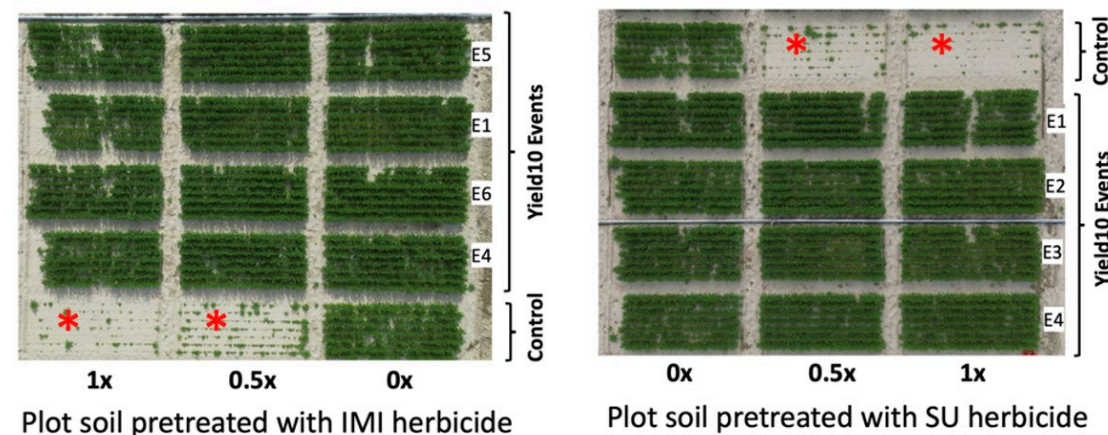 E5
E1
E6
E4
Yield10 Events
Control
*
*
1x
0.5x
0x
Plot soil pretreated with IMI herbicide
*
*
Control
E1
E2
E3
E4
Yield10 Events
0x
0.5x
1x
Plot soil pretreated with SU herbicide